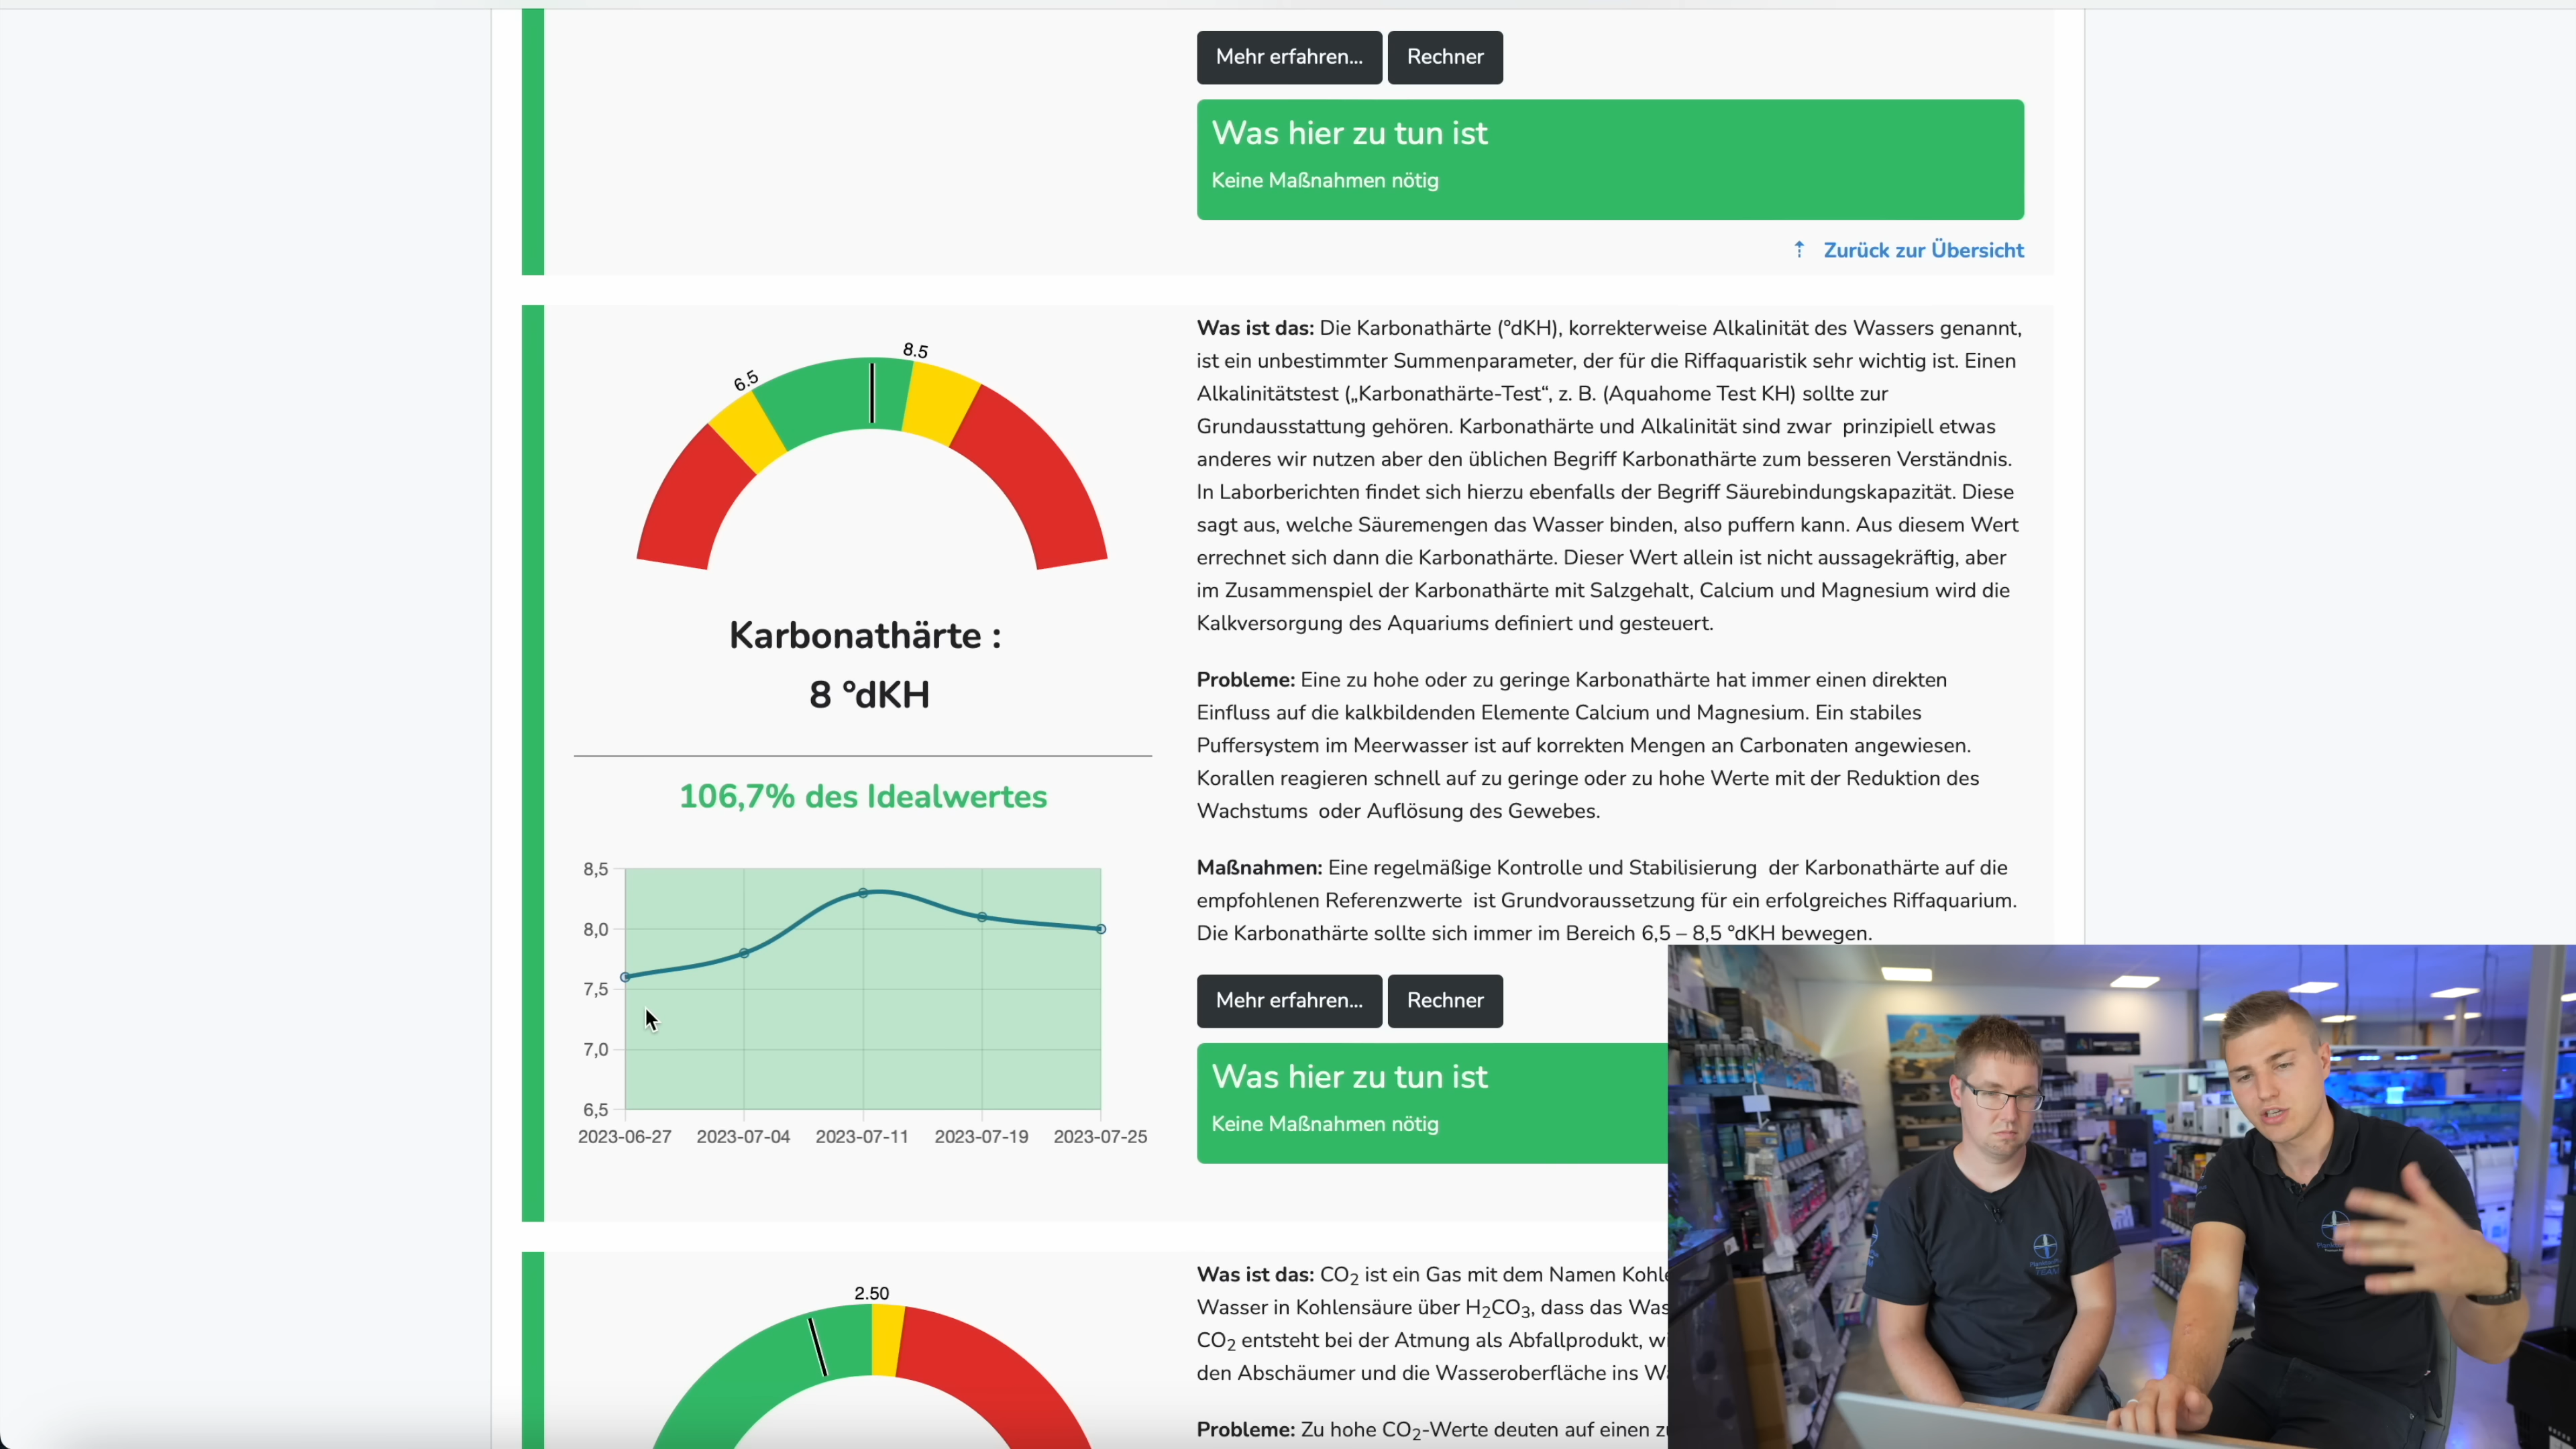 Mehr erfahren...
Rechner
Was hier zu tun ist
Keine Maßnahmen nötig
⇡ Zurück zur Übersicht
6.5
8.5
Karbonathärte :
8 °dKH
106,7% des Idealwertes
8,5
8,0
7,5
7,0
6,5
2023-06-27 2023-07-04 2023-07-11 2023-07-19 2023-07-25
Was ist das: Die Karbonathärte (°dKH), korrekterweise Alkalinität des Wassers genannt,
ist ein unbestimmter Summenparameter, der für die Riffaquaristik sehr wichtig ist. Einen
Alkalinitätstest („Karbonathärte-Test“, z. B. (Aquahome Test KH) sollte zur
Grundausstattung gehören. Karbonathärte und Alkalinität sind zwar prinzipiell etwas
anderes wir nutzen aber den üblichen Begriff Karbonathärte zum besseren Verständnis.
In Laborberichten findet sich hierzu ebenfalls der Begriff Säurebindungskapazität. Diese
sagt aus, welche Säuremengen das Wasser binden, also puffern kann. Aus diesem Wert
errechnet sich dann die Karbonathärte. Dieser Wert allein ist nicht aussagekräftig, aber
im Zusammenspiel der Karbonathärte mit Salzgehalt, Calcium und Magnesium wird die
Kalkversorgung des Aquariums definiert und gesteuert.
Probleme: Eine zu hohe oder zu geringe Karbonathärte hat immer einen direkten
Einfluss auf die kalkbildenden Elemente Calcium und Magnesium. Ein stabiles
Puffersystem im Meerwasser ist auf korrekten Mengen an Carbonaten angewiesen.
Korallen reagieren schnell auf zu geringe oder zu hohe Werte mit der Reduktion des
Wachstums oder Auflösung des Gewebes.
Maßnahmen: Eine regelmäßige Kontrolle und Stabilisierung der Karbonathärte auf die
empfohlenen Referenzwerte ist Grundvoraussetzung für ein erfolgreiches Riffaquarium.
Die Karbonathärte sollte sich immer im Bereich 6,5 – 8,5 °dKH bewegen.
Mehr erfahren...
Rechner
Was hier zu tun ist
Keine Maßnahmen nötig
2.50
Was ist das: CO₂ ist ein Gas mit dem Namen
Wasser in Kohlensäure über H₂CO₃, dass das
CO₂ entsteht bei der Atmung als Abfallprodukt,
den Abschäumer und die Wasseroberfläche ins
Probleme: Zu hohe CO₂-Werte deuten auf einen